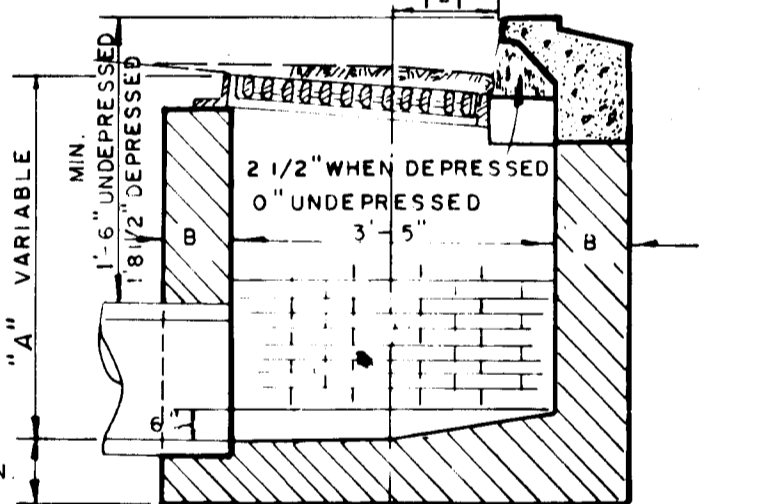 MIN.
1'-6" UNDEPRESSED
1'8 1/2" DEPRESSED
"A" VARIABLE
2 1/2" WHEN DEPRESSED
0" UNDEPRESSED
B
3'-5"
B
6"